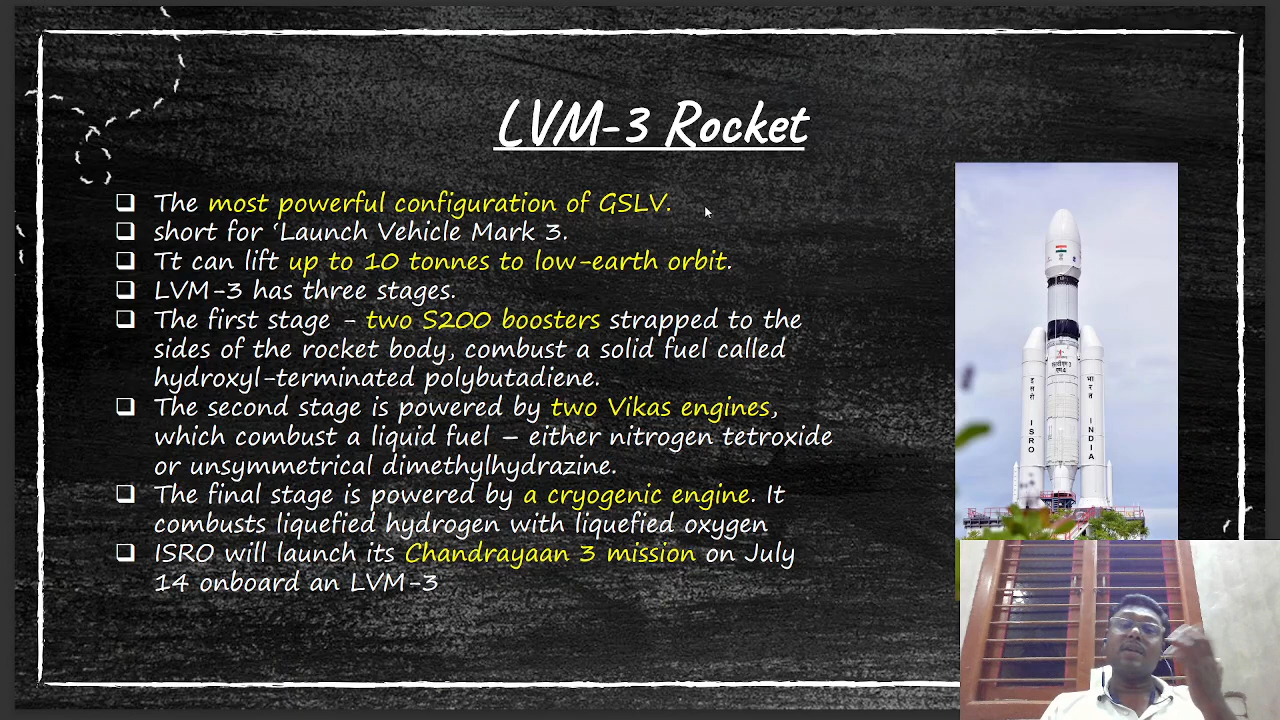 LVM-3 Rocket
❑ The most powerful configuration of GSLV.
❑ short for ‘Launch Vehicle Mark 3.
❑ Tt can lift up to 10 tonnes to low-earth orbit.
❑ LVM-3 has three stages.
❑ The first stage - two S200 boosters strapped to the
sides of the rocket body, combust a solid fuel called
hydroxyl-terminated polybutadiene.
❑ The second stage is powered by two Vikas engines,
which combust a liquid fuel – either nitrogen tetroxide
or unsymmetrical dimethylhydrazine.
❑ The final stage is powered by a cryogenic engine. It
combusts liquefied hydrogen with liquefied oxygen
❑ ISRO will launch its Chandrayaan 3 mission on July
14 onboard an LVM-3
इसरो
ISRO
भारत
INDIA